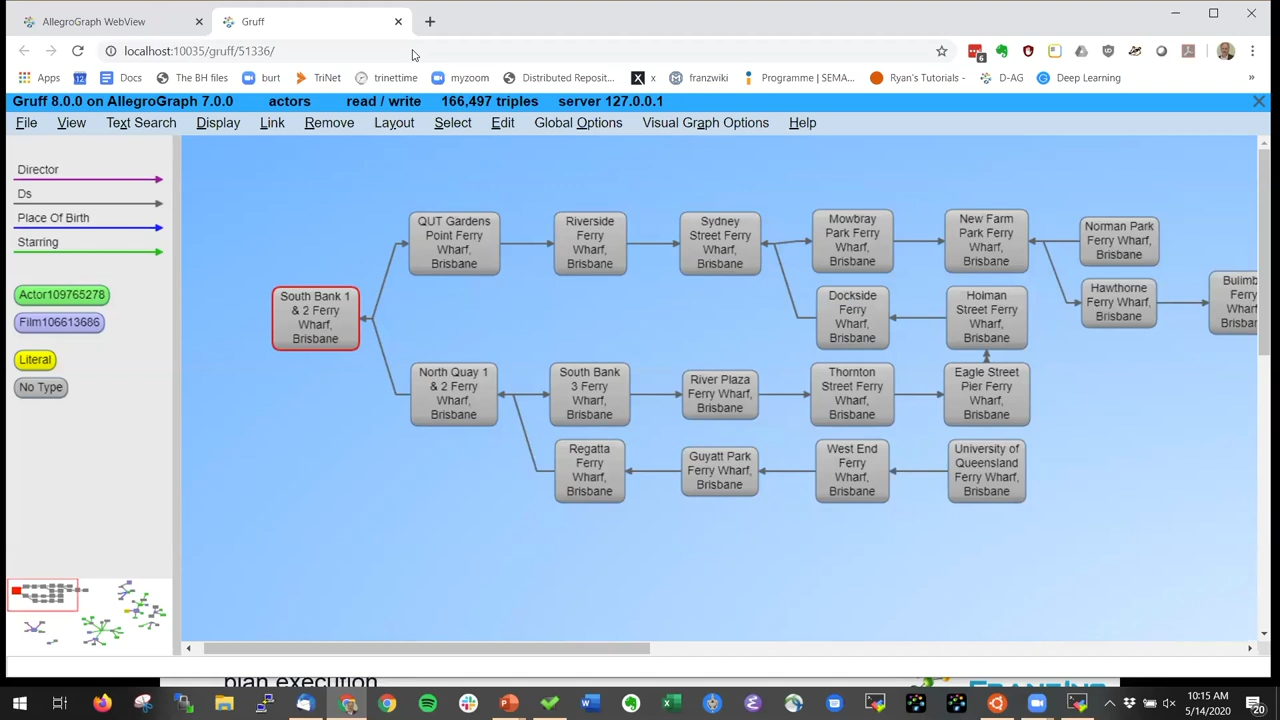 AllegroGraph WebView
Gruff
localhost:10035/gruff/51336/
6
Apps
12
Docs
The BH files
burt
TriNet
trinettime
myzoom
Distributed Reposit...
X x
franzwiki
Programme | SEMA...
Ryan's Tutorials -
D-AG
Deep Learning
»
Gruff 8.0.0 on AllegroGraph 7.0.0 actors read / write 166,497 triples server 127.0.0.1
File View Text Search Display Link Remove Layout Select Edit Global Options Visual Graph Options Help
Director
Ds
Place Of Birth
Starring
Actor109765278
Film106613686
Literal
No Type
South Bank 1
& 2 Ferry
Wharf,
Brisbane
QUT Gardens
Point Ferry
Wharf,
Brisbane
Riverside
Ferry
Wharf,
Brisbane
Sydney
Street Ferry
Wharf,
Brisbane
Mowbray
Park Ferry
Wharf,
Brisbane
New Farm
Park Ferry
Wharf,
Brisbane
Norman Park
Ferry Wharf,
Brisbane
Dockside
Ferry
Wharf,
Brisbane
Holman
Street Ferry
Wharf,
Brisbane
Hawthorne
Ferry Wharf,
Brisbane
Bulimb
Ferry
Wharf
Brisban
North Quay 1
& 2 Ferry
Wharf,
Brisbane
South Bank
3 Ferry
Wharf,
Brisbane
River Plaza
Ferry Wharf,
Brisbane
Thornton
Street Ferry
Wharf,
Brisbane
Eagle Street
Pier Ferry
Wharf,
Brisbane
Regatta
Ferry
Wharf,
Brisbane
Guyatt Park
Ferry Wharf,
Brisbane
West End
Ferry
Wharf,
Brisbane
University of
Queensland
Ferry Wharf,
Brisbane
plan execution
10:15 AM
5/14/2020
20